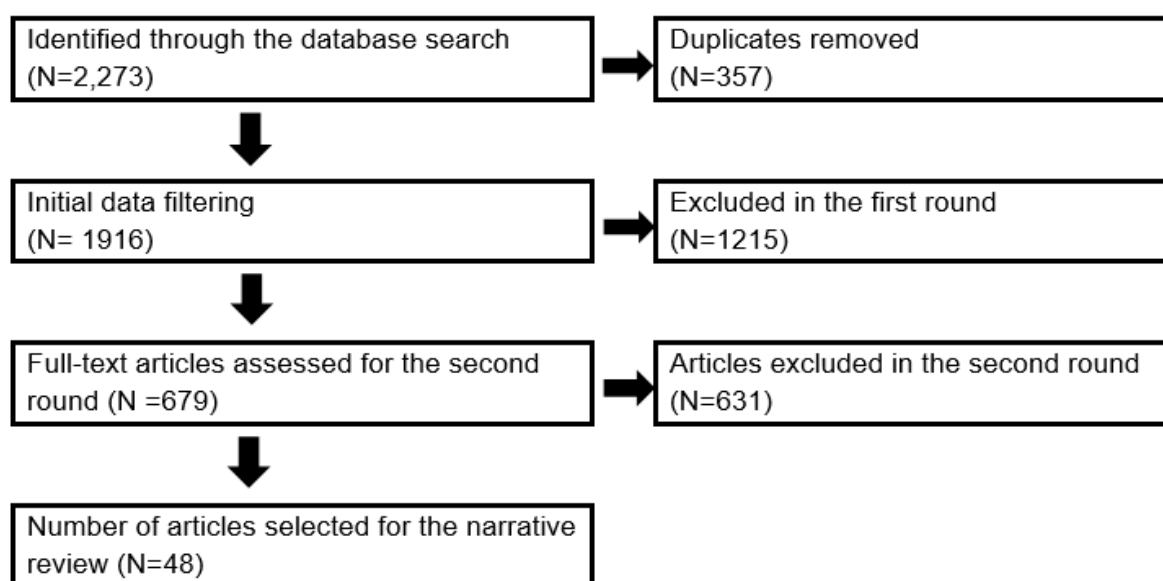 Identified through the database search
(N=2,273)
Duplicates removed
(N=357)
Initial data filtering
(N= 1916)
Excluded in the first round
(N=1215)
Full-text articles assessed for the second
round (N =679)
Articles excluded in the second round
(N=631)
Number of articles selected for the narrative
review (N=48)